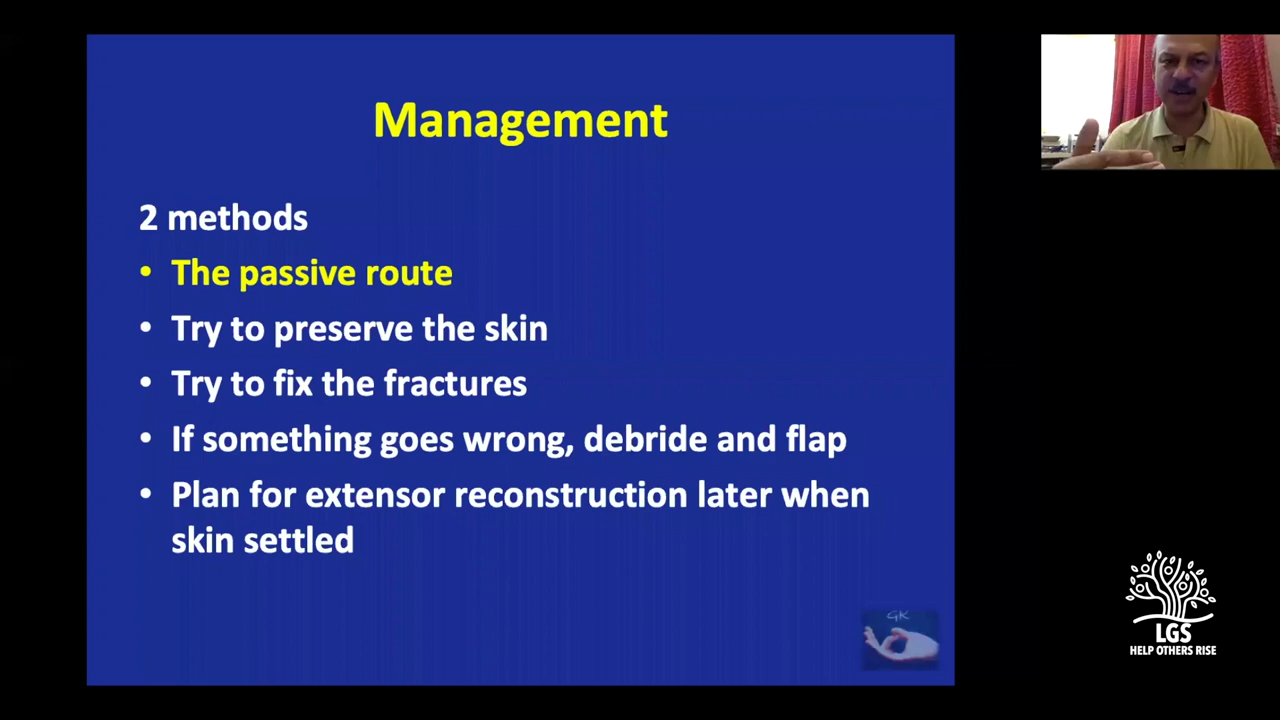 Management
2 methods
• The passive route
• Try to preserve the skin
• Try to fix the fractures
• If something goes wrong, debride and flap
• Plan for extensor reconstruction later when
skin settled
GK
LGS
HELP OTHERS RISE